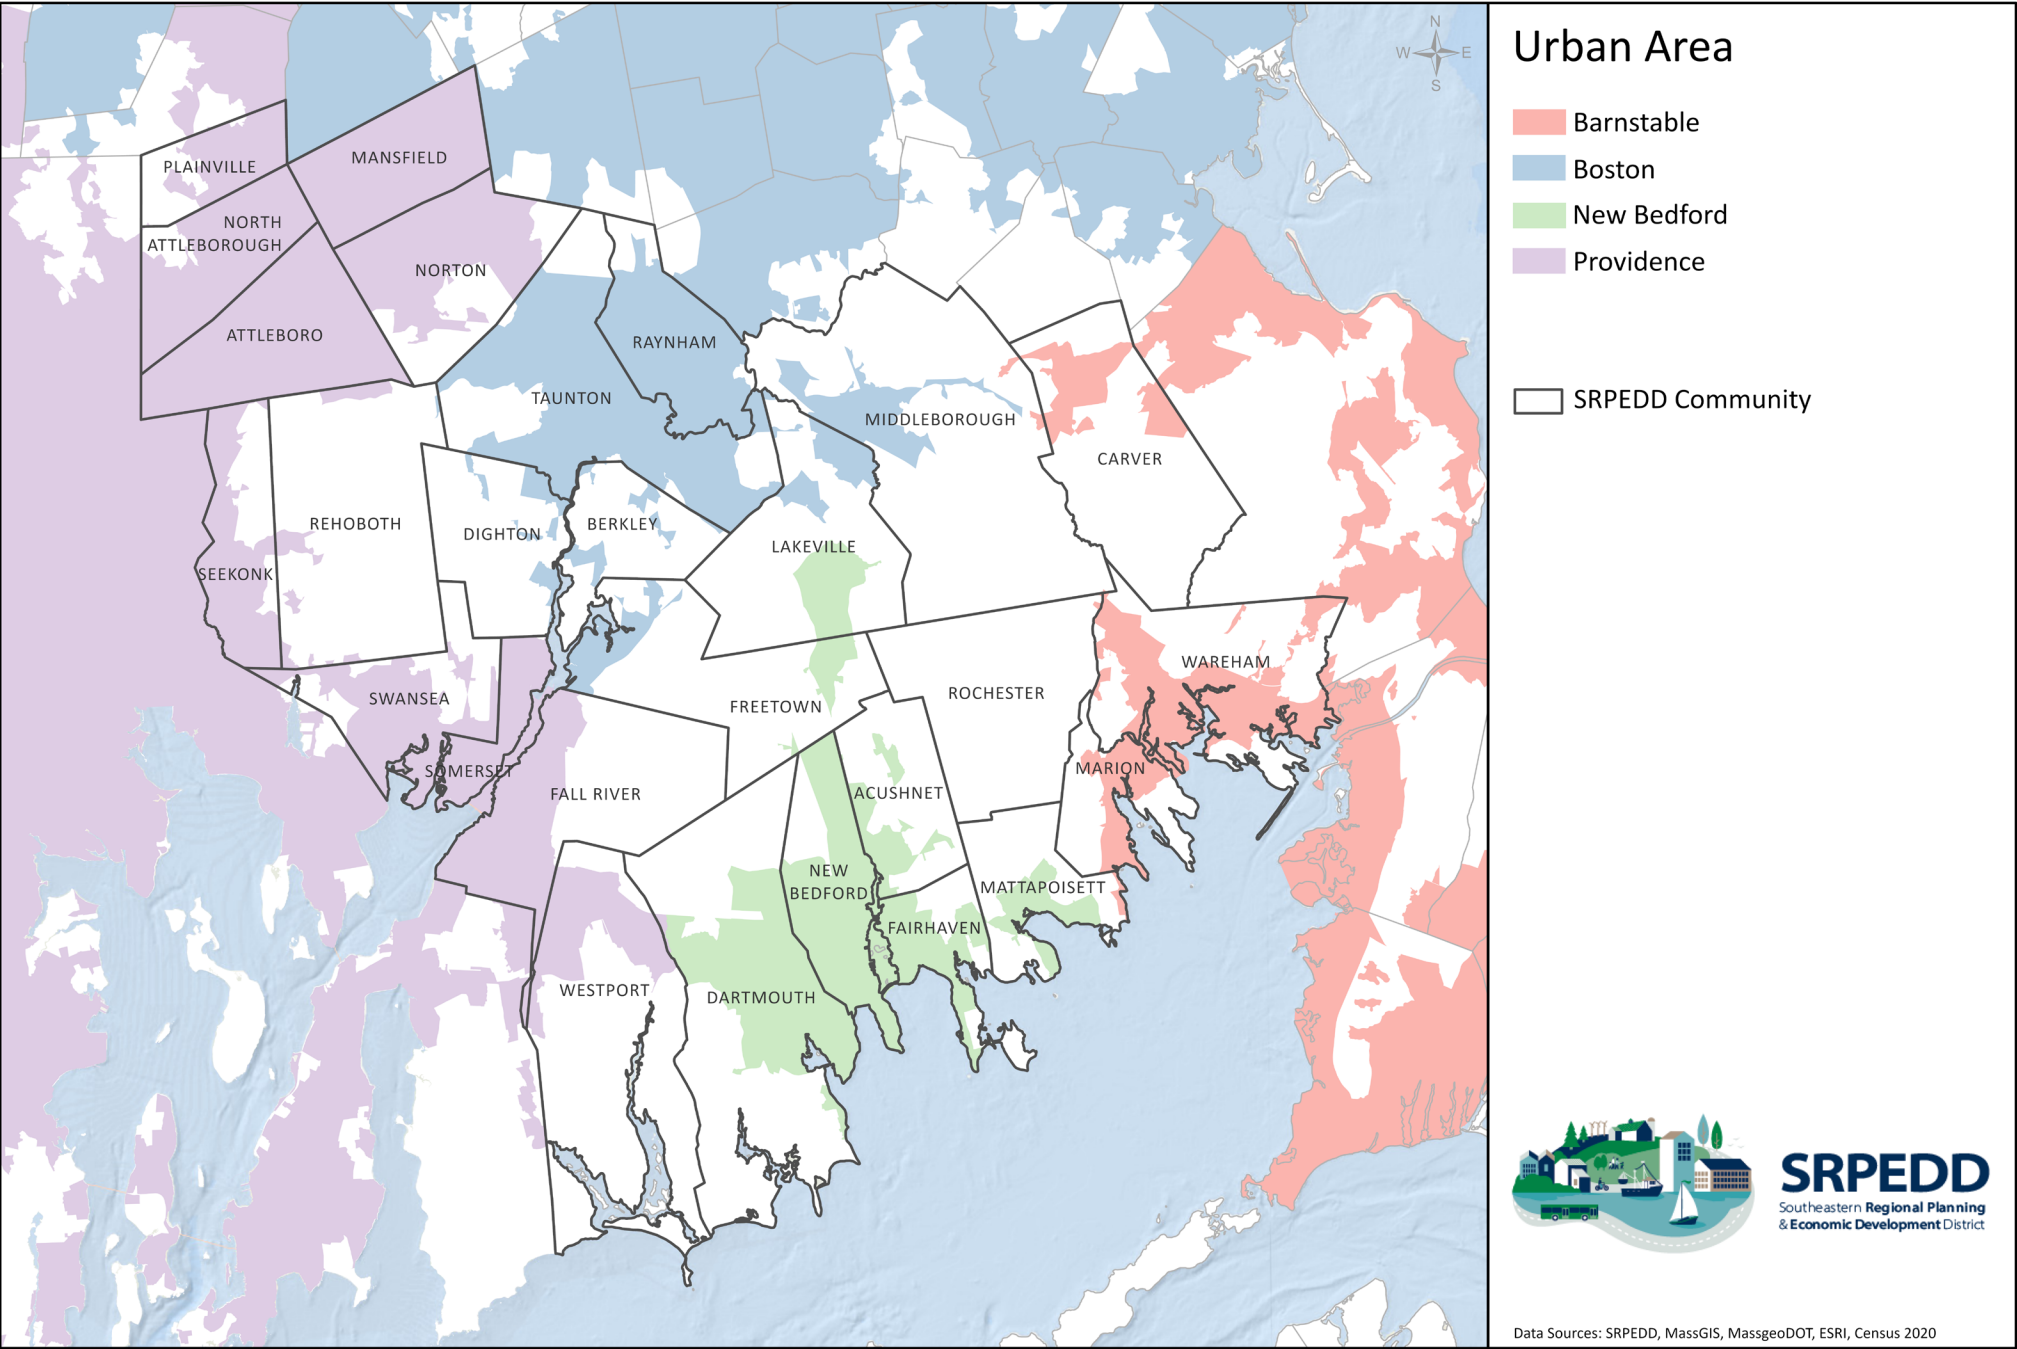 N
W E
S
PLAINVILLE
MANSFIELD
NORTH
ATTLEBOROUGH
NORTON
ATTLEBORO
RAYNHAM
TAUNTON
MIDDLEBOROUGH
CARVER
REHOBOTH
DIGHTON
BERKLEY
LAKEVILLE
SEEKONK
WAREHAM
SWANSEA
FREETOWN
ROCHESTER
SOMERSET
MARION
FALL RIVER
ACUSHNET
NEW
BEDFORD
MATTAPOISETT
FAIRHAVEN
WESTPORT
DARTMOUTH
Urban Area
Barnstable
Boston
New Bedford
Providence
SRPEDD Community
SRPEDD
Southeastern Regional Planning
& Economic Development District
Data Sources: SRPEDD, MassGIS, MassgeoDOT, ESRI, Census 2020